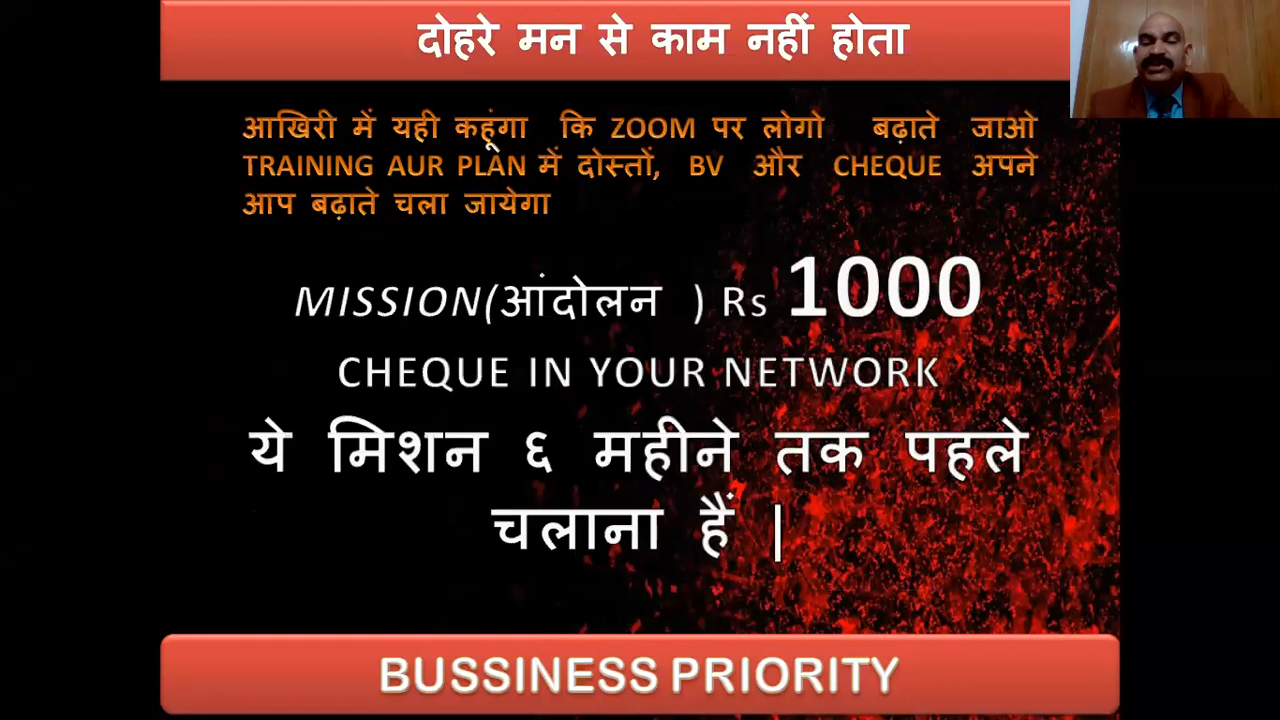 दोहरे मन से काम नहीं होता
आखिरी में यही कहूंगा कि ZOOM पर लोगो बढ़ाते जाओ
TRAINING AUR PLAN में दोस्तों, BV और CHEQUE अपने
आप बढ़ाते चला जायेगा
MISSION(आंदोलन ) Rs 1000
CHEQUE IN YOUR NETWORK
ये मिशन ६ महीने तक पहले
चलाना हैं |
BUSSINESS PRIORITY